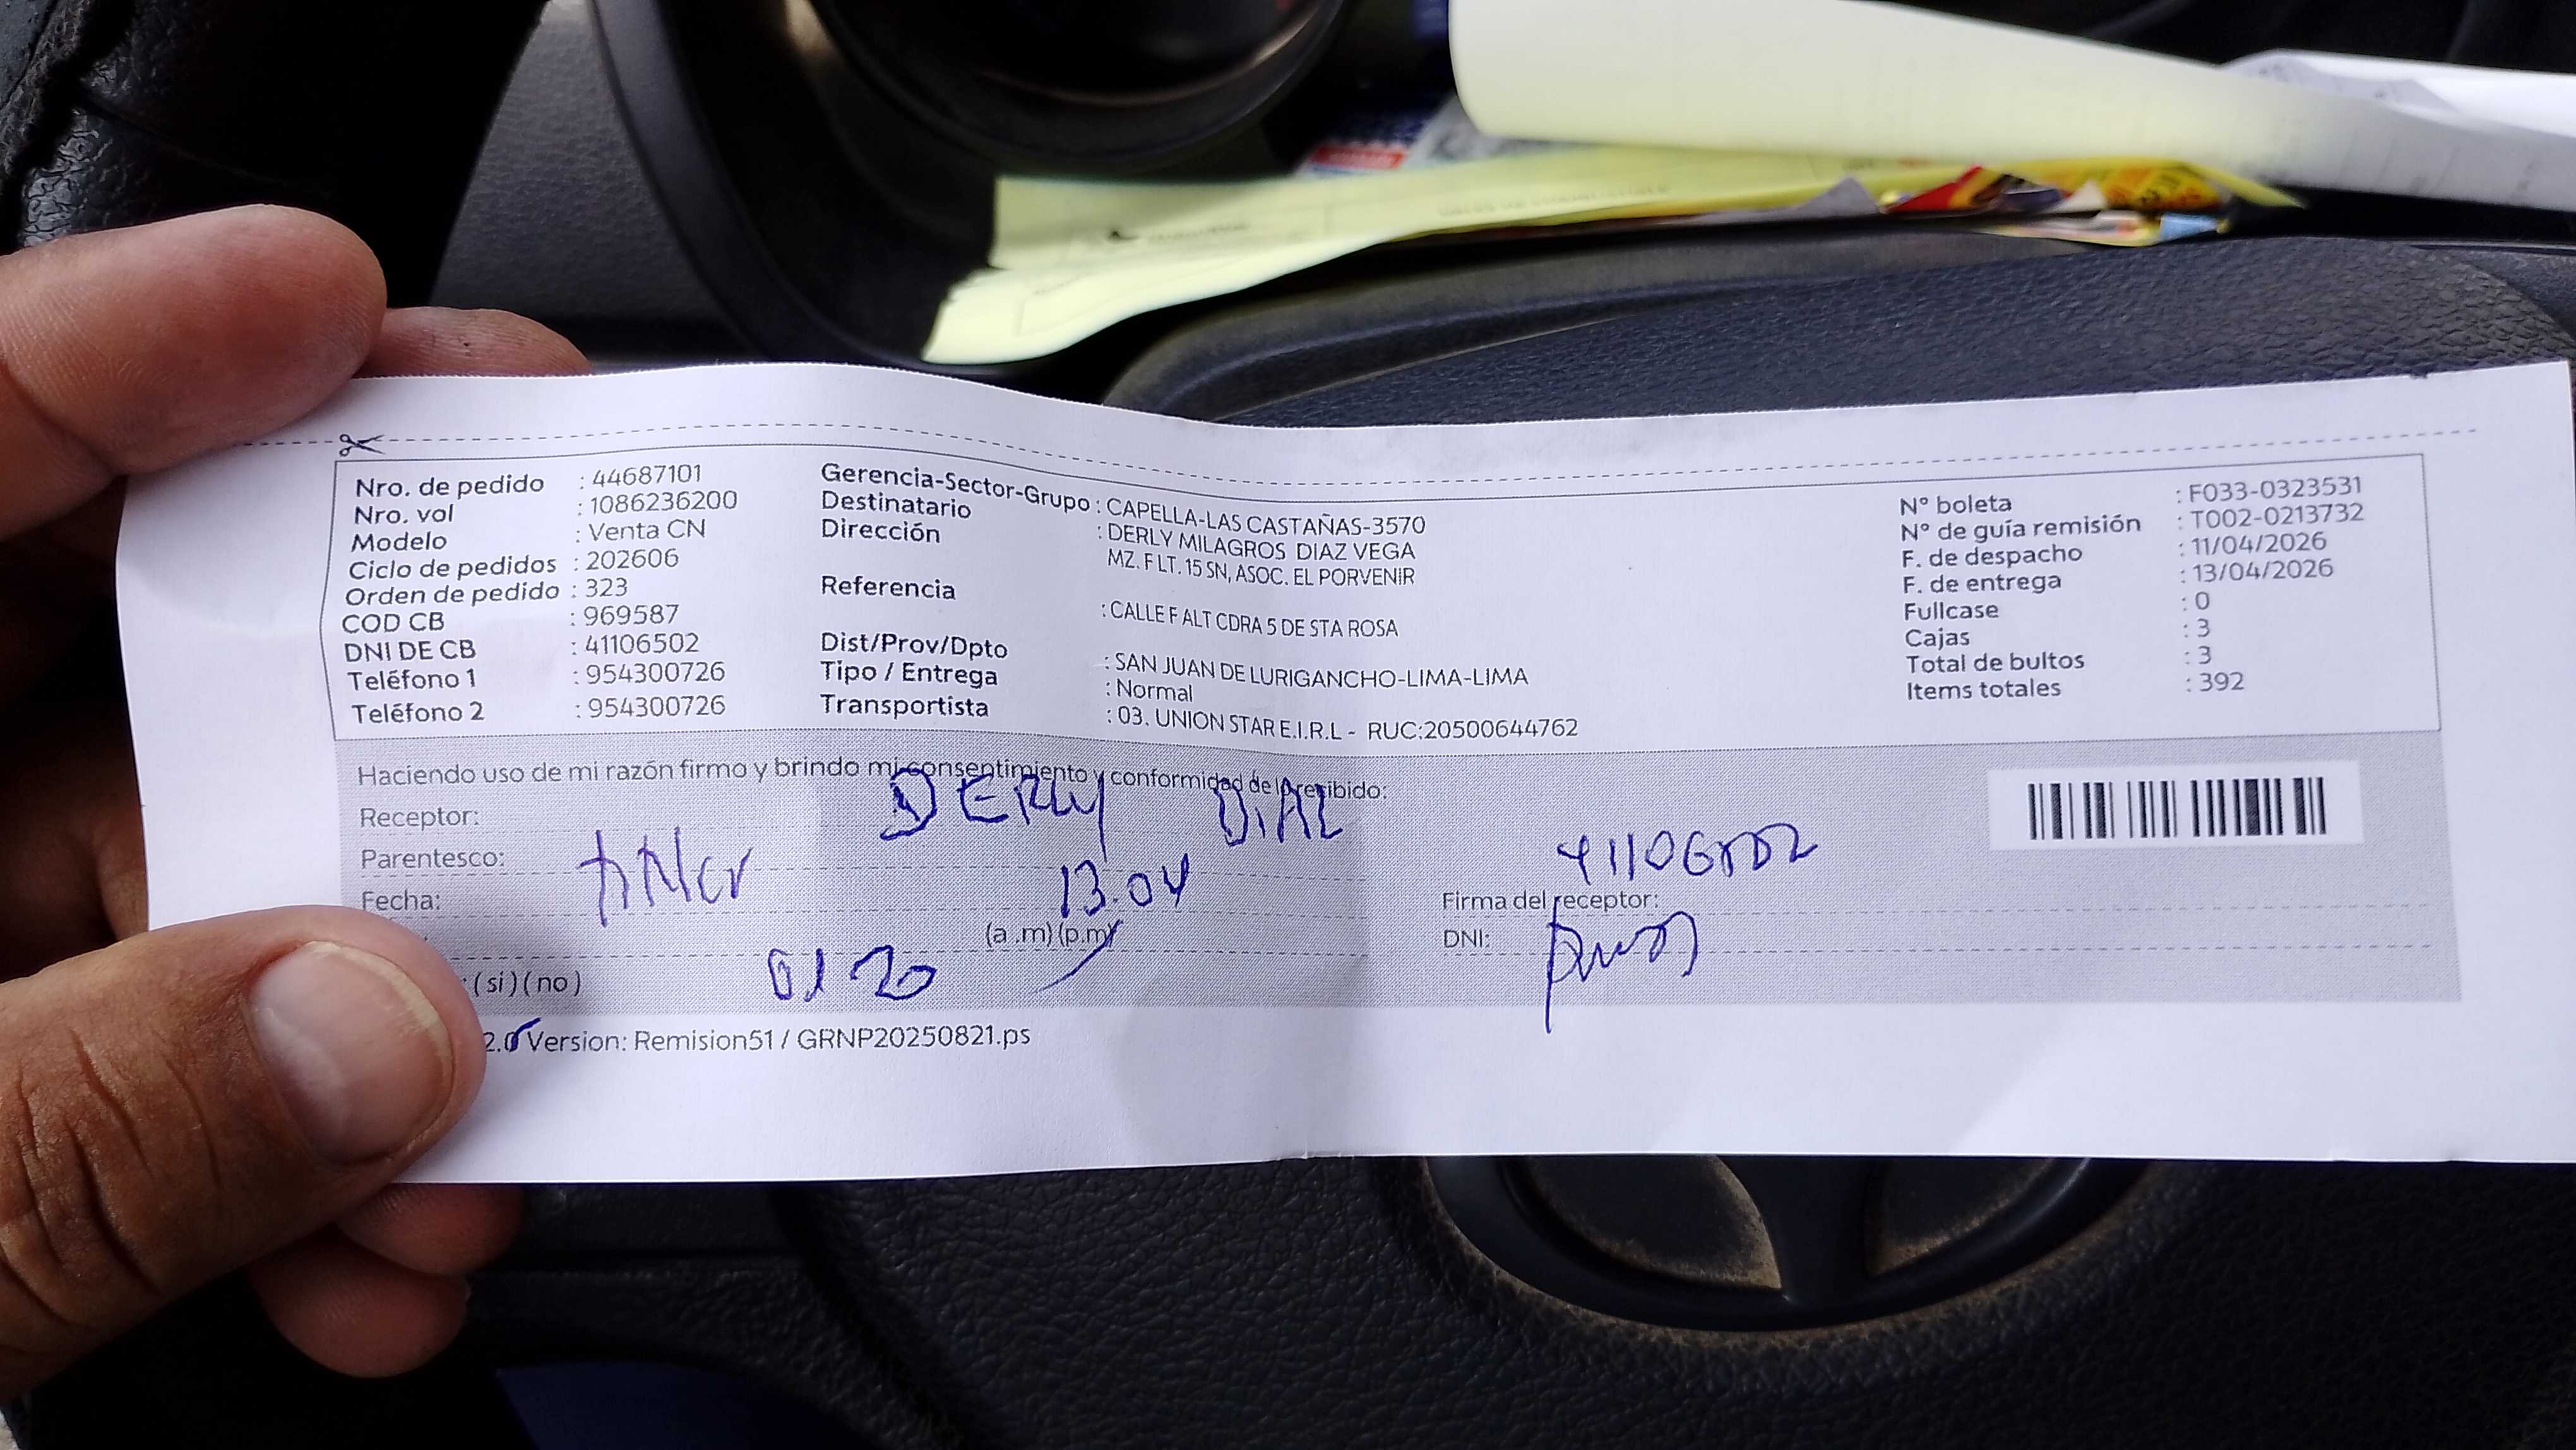 Nro. de pedido : 44687101
Nro. vol : 1086236200
Modelo : Venta CN
Ciclo de pedidos : 202606
Orden de pedido : 323
COD CB : 969587
DNI DE CB : 41106502
Teléfono 1 : 954300726
Teléfono 2 : 954300726
Gerencia-Sector-Grupo : CAPELLA-LAS CASTAÑAS-3570
Destinatario : DERLY MILAGROS DIAZ VEGA
Dirección MZ. F LT. 15 SN, ASOC. EL PORVENIR
Referencia : CALLE F ALT CDRA 5 DE STA ROSA
Dist/Prov/Dpto : SAN JUAN DE LURIGANCHO-LIMA-LIMA
Tipo / Entrega : Normal
Transportista : 03. UNION STAR E.I.R.L - RUC:20500644762
N° boleta : F033-0323531
N° de guía remisión : T002-0213732
F. de despacho : 11/04/2026
F. de entrega : 13/04/2026
Fullcase : 0
Cajas : 3
Total de bultos : 3
Items totales : 392
Haciendo uso de mi razón firmo y brindo mi consentimiento y conformidad de lo recibido:
Receptor: DERLY DIAZ
Parentesco:
Fecha: 13.04
01 20 (a .m) (p.m)
: ( si ) ( no )
41106502
Firma del receptor:
DNI:
2.0 Version: Remision51 / GRNP20250821.ps